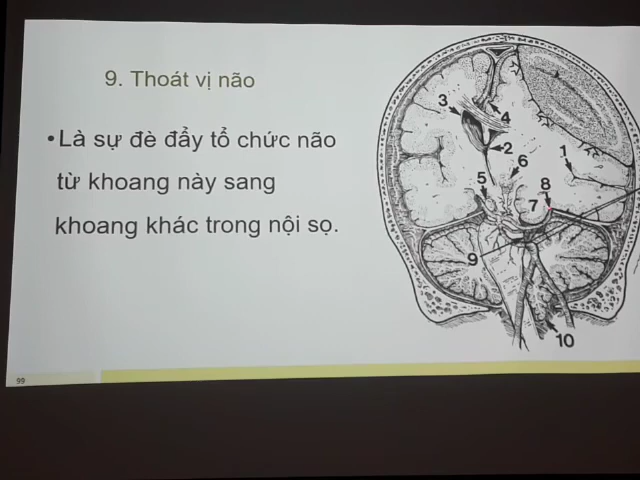 9. Thoát vị não
•Là sự đè đẩy tổ chức não
từ khoang này sang
khoang khác trong nội sọ.
3
4
2
1
6
5
8
7
9
10
99